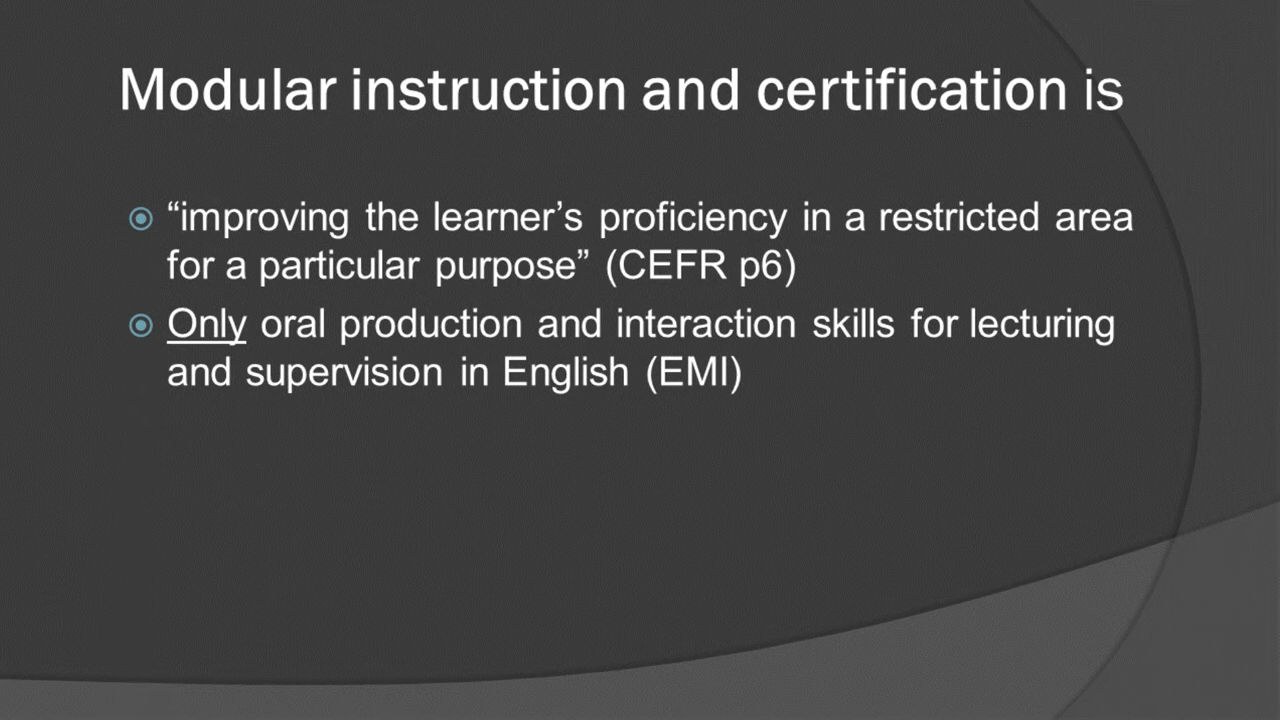 Modular instruction and certification is
“improving the learner’s proficiency in a restricted area
for a particular purpose” (CEFR p6)
Only oral production and interaction skills for lecturing
and supervision in English (EMI)